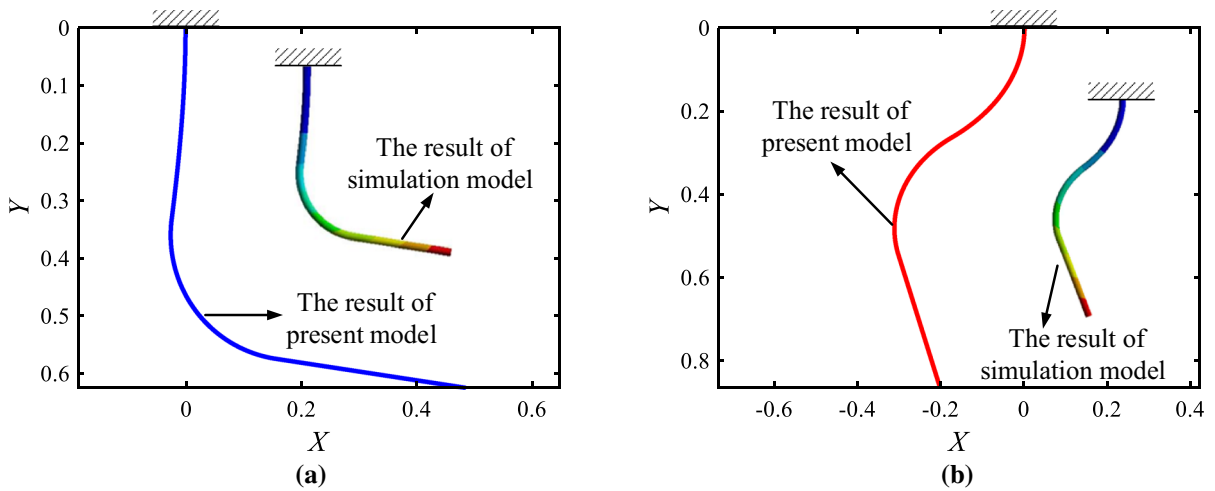 0
0.1
The result of
simulation model
0.2
0.3
Y
0.4
The result of
present model
0.5
0.6
0
0.2
0.4
0.6
X
(a)
0
The result of
present model
0.2
0.4
Y
0.6
The result of
simulation model
0.8
-0.6
-0.4
-0.2
0
0.2
0.4
X
(b)